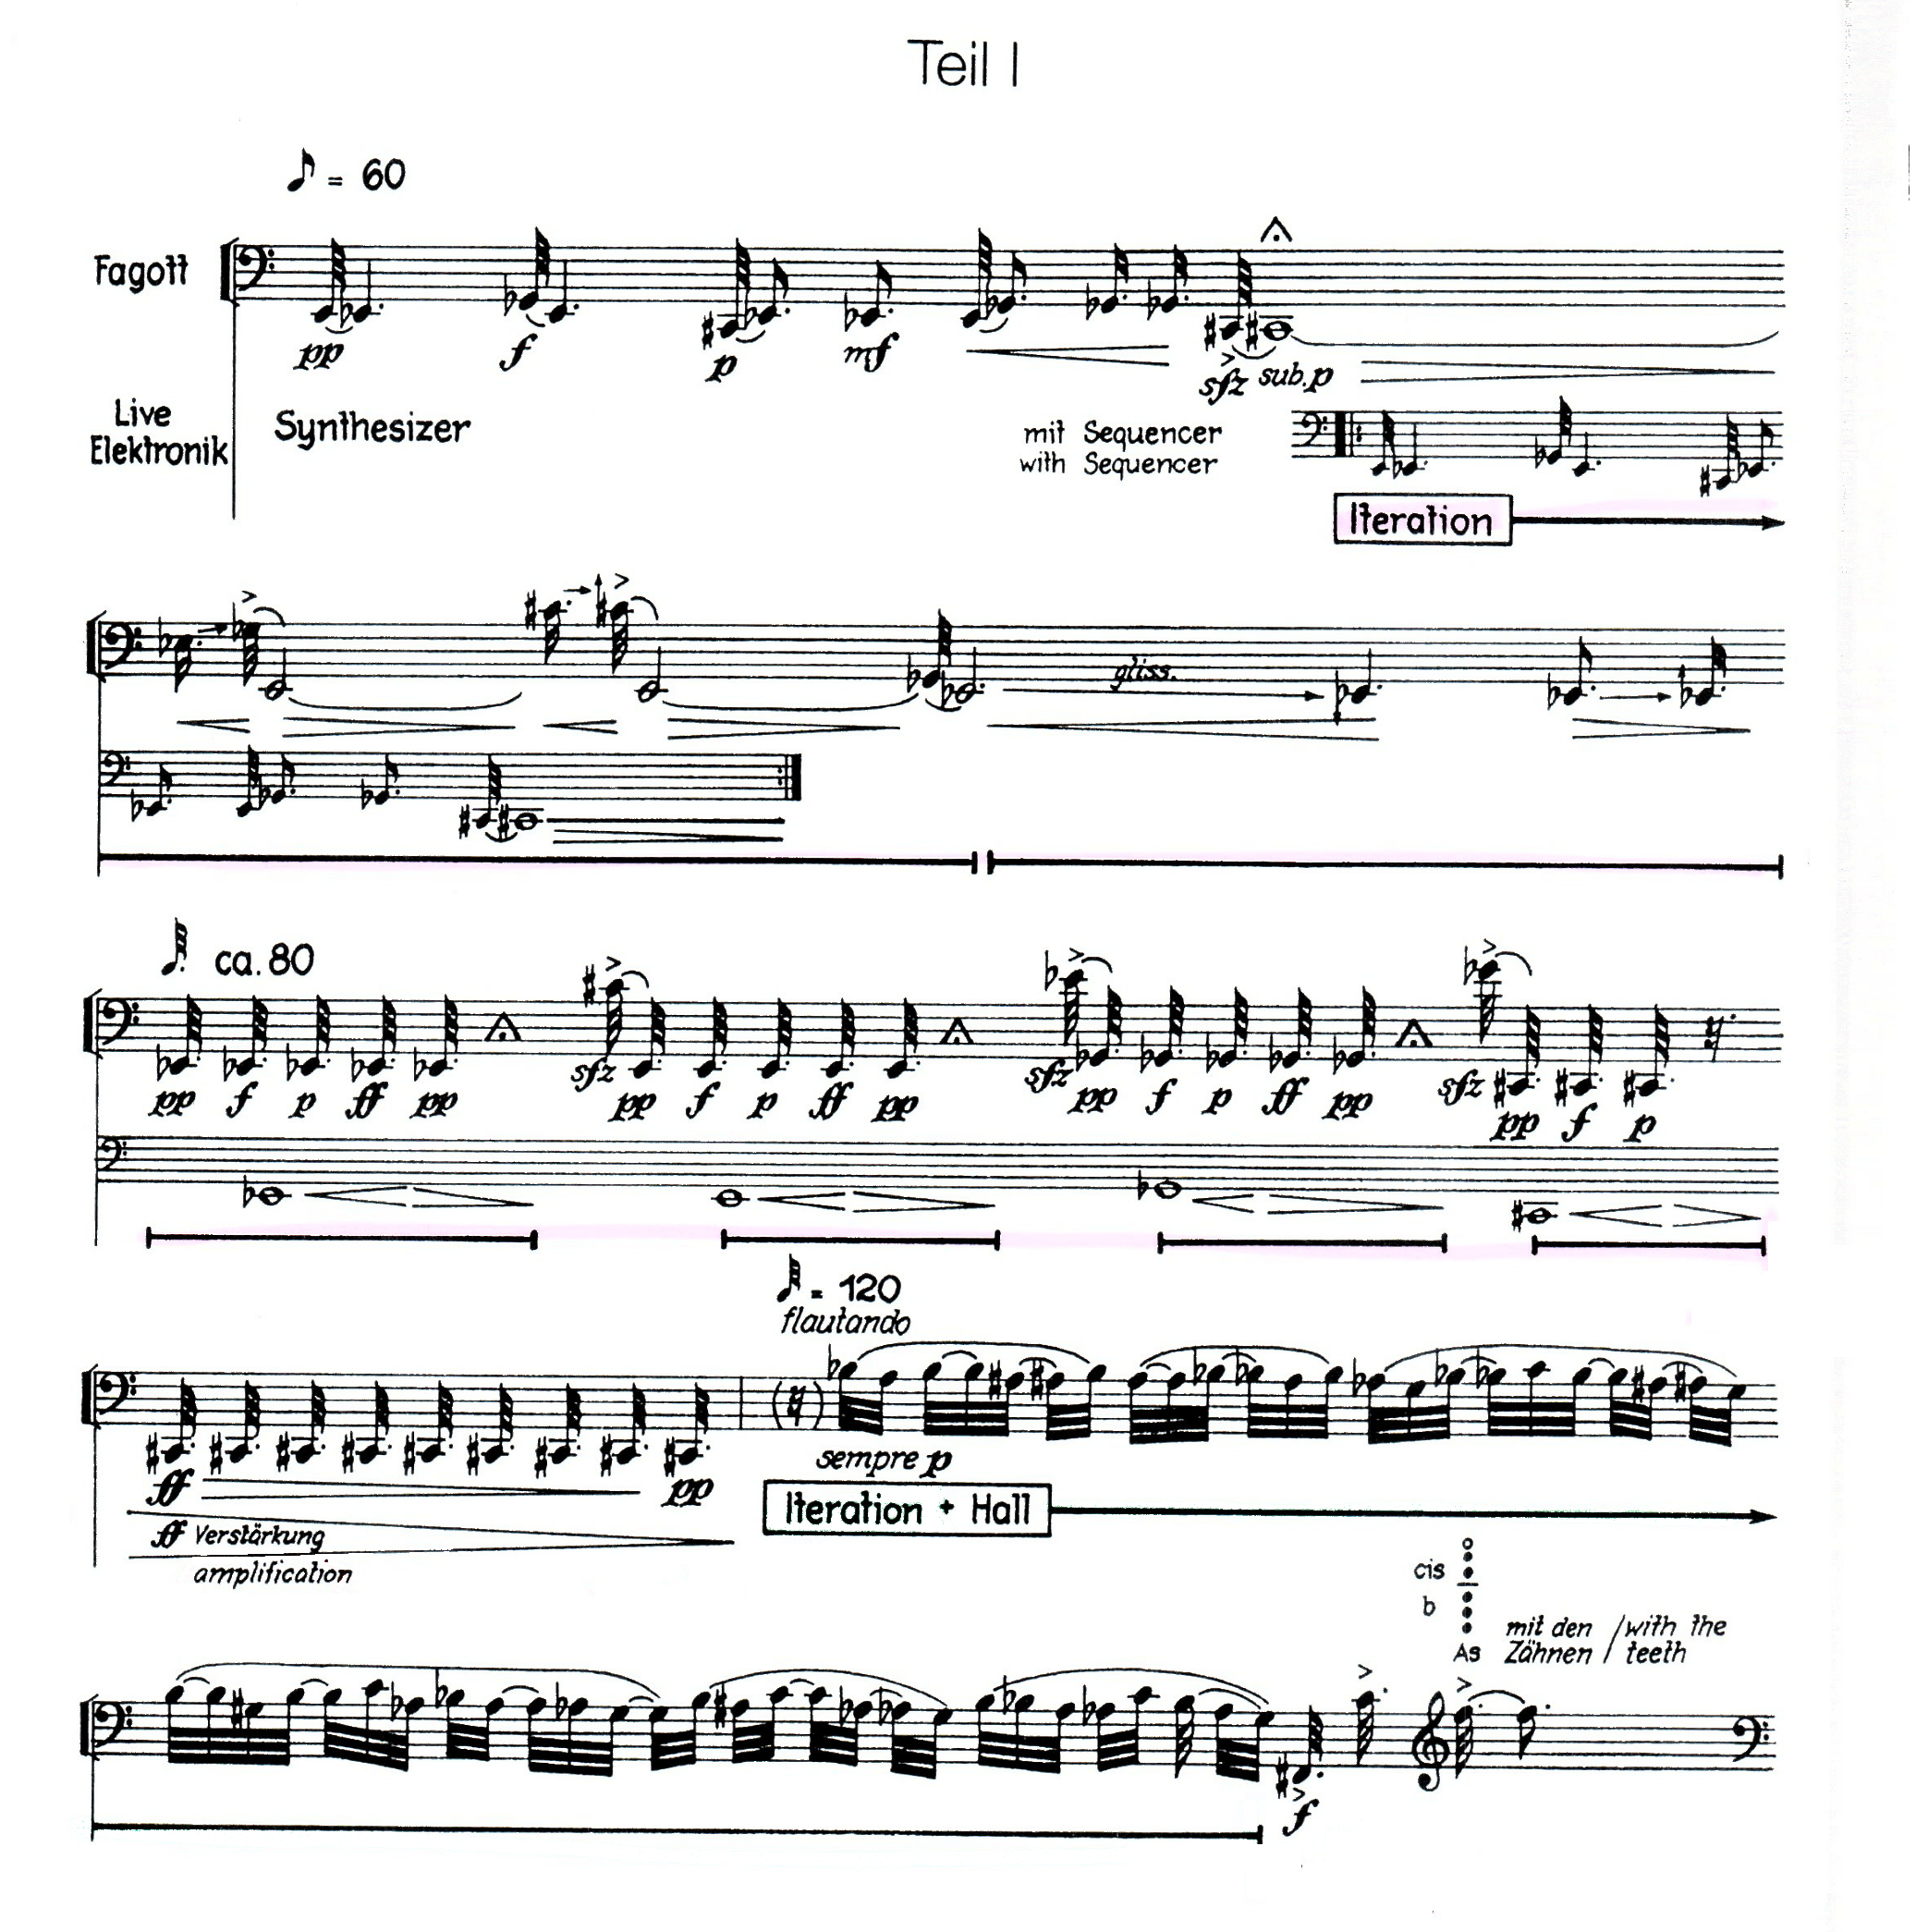 Teil I
= 60
Fagott
pp f p mf sfz sub. p
Live
Elektronik
Synthesizer
mit Sequencer
with Sequencer
Iteration
gliss.
ca. 80
sfz sfz sfz
pp f p ff pp pp f p ff pp pp f p ff pp pp f p
= 120
flautando
sempre p
ff pp
Iteration + Hall
ff Verstärkung
amplification
cis
b
As
mit den / with the
Zähnen / teeth
f